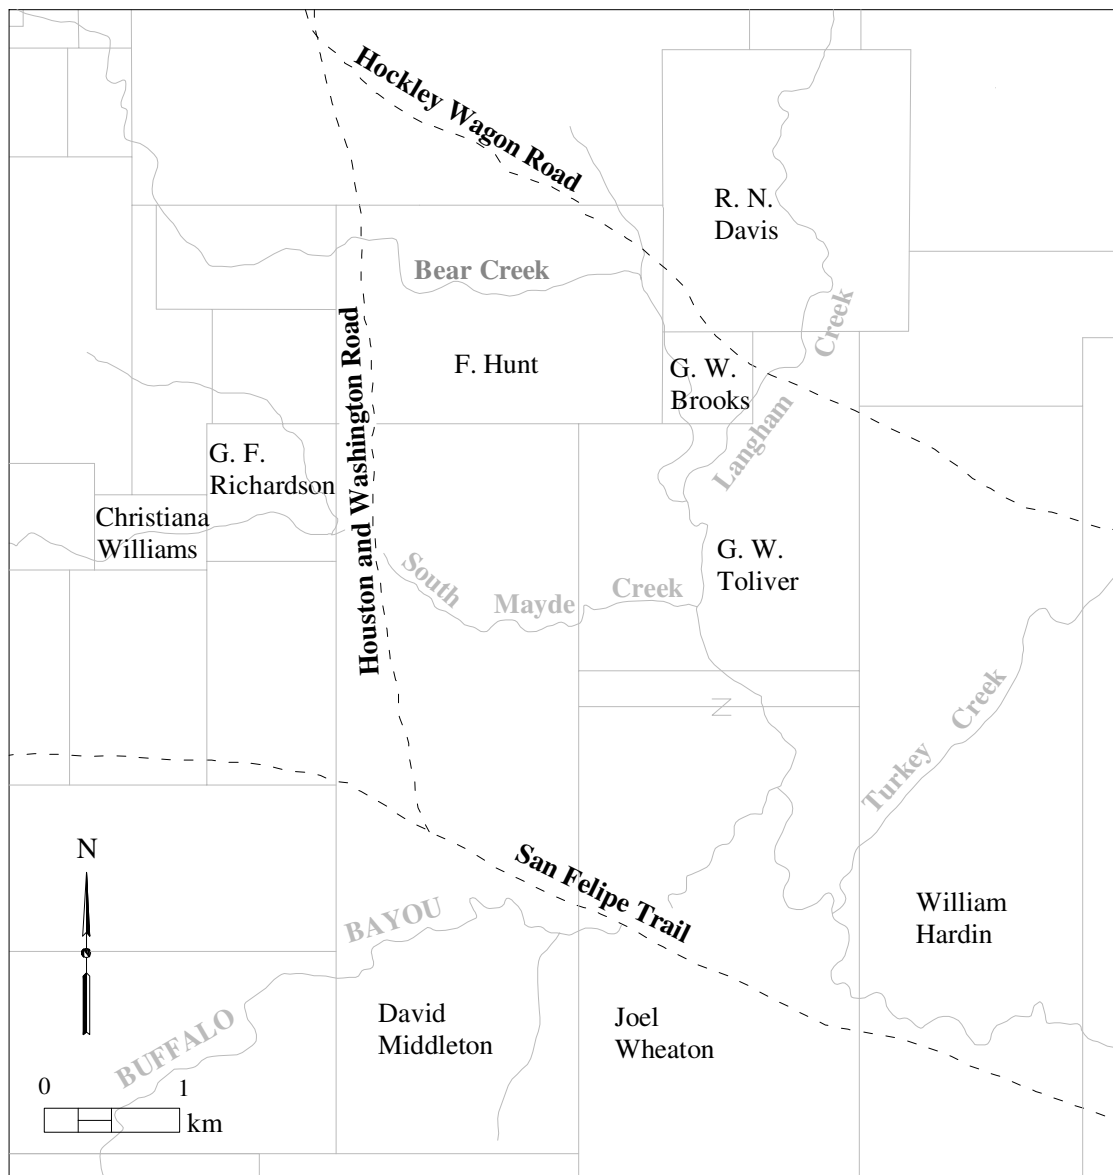 Hockley Wagon Road
R. N.
Davis
Bear Creek
Langham Creek
F. Hunt
G. W.
Brooks
Houston and Washington Road
G. F.
Richardson
Christiana
Williams
South Mayde Creek
G. W.
Toliver
Turkey Creek
N
N
San Felipe Trail
William
Hardin
BUFFALO BAYOU
David
Middleton
Joel
Wheaton
0 1
km